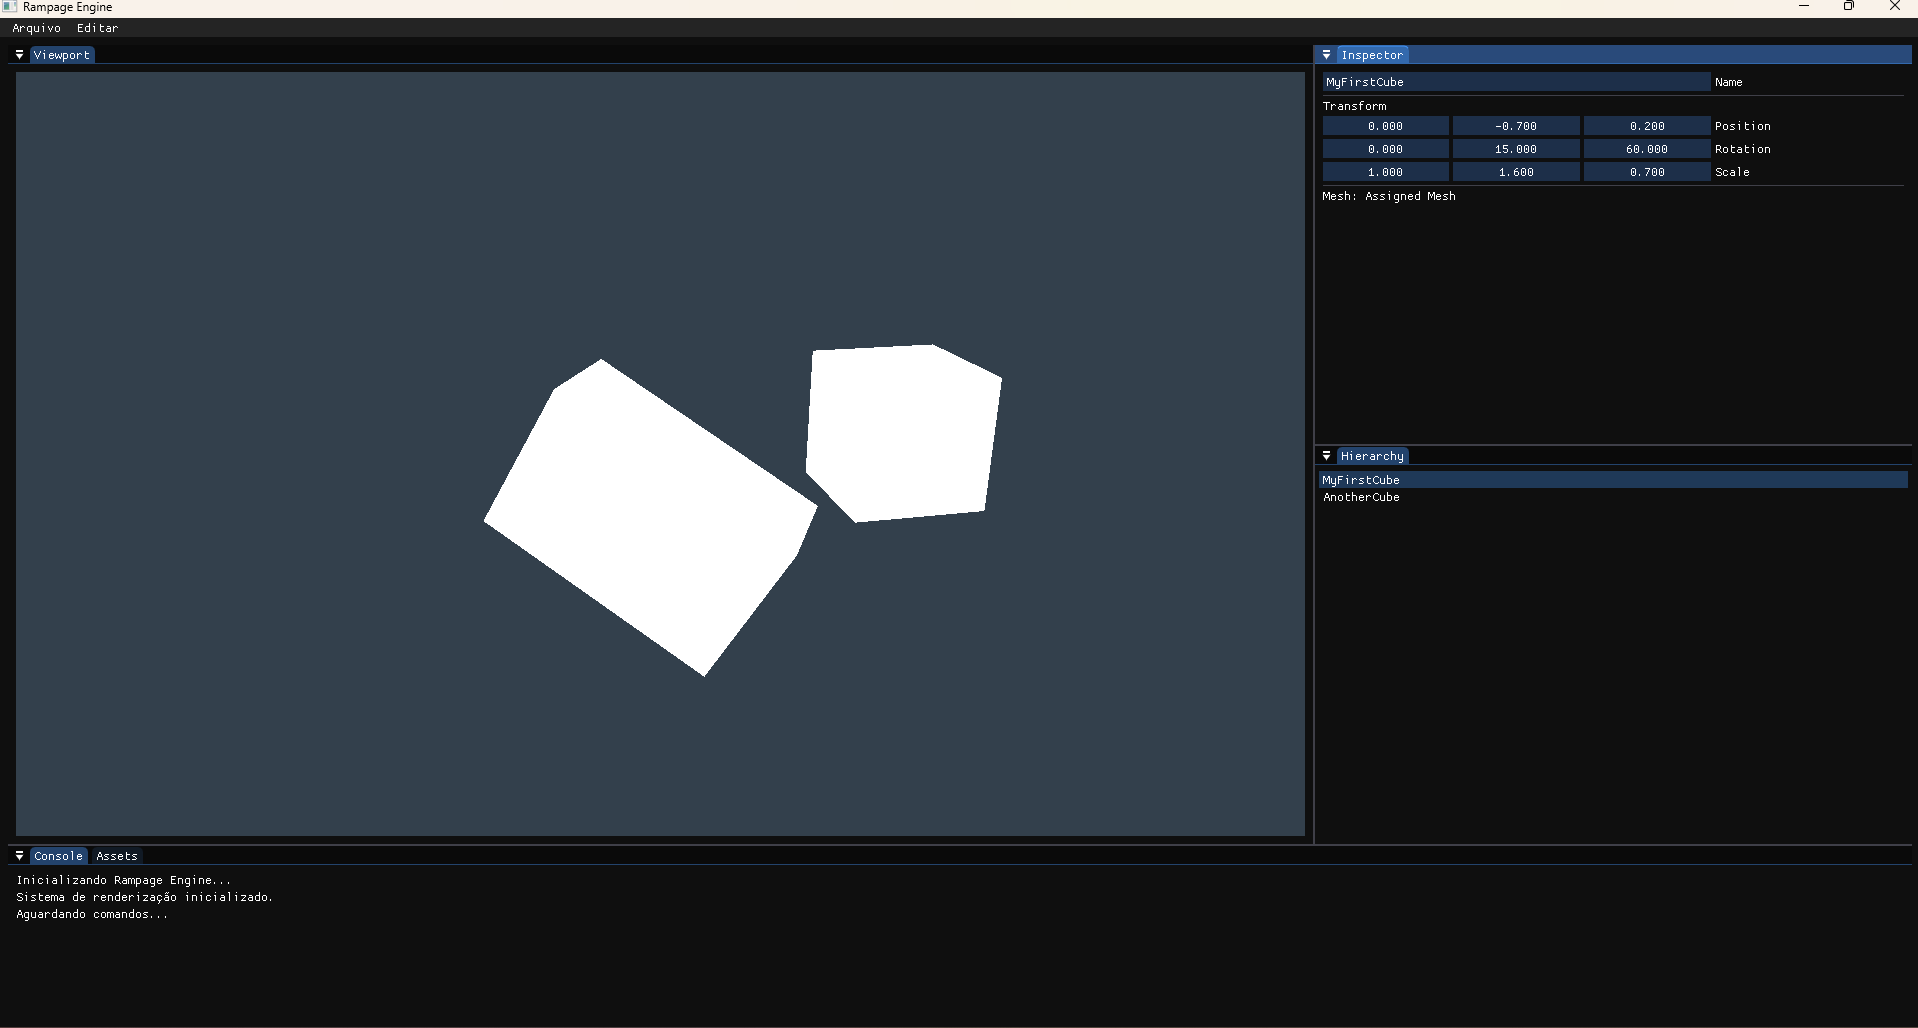 Rampage Engine
Arquivo Editar
Viewport
Inspector
MyFirstCube Name
Transform
0.000 -0.700 0.200 Position
0.000 15.000 60.000 Rotation
1.000 1.600 0.700 Scale
Mesh: Assigned Mesh
Hierarchy
MyFirstCube
AnotherCube
Console Assets
Inicializando Rampage Engine...
Sistema de renderização inicializado.
Aguardando comandos...